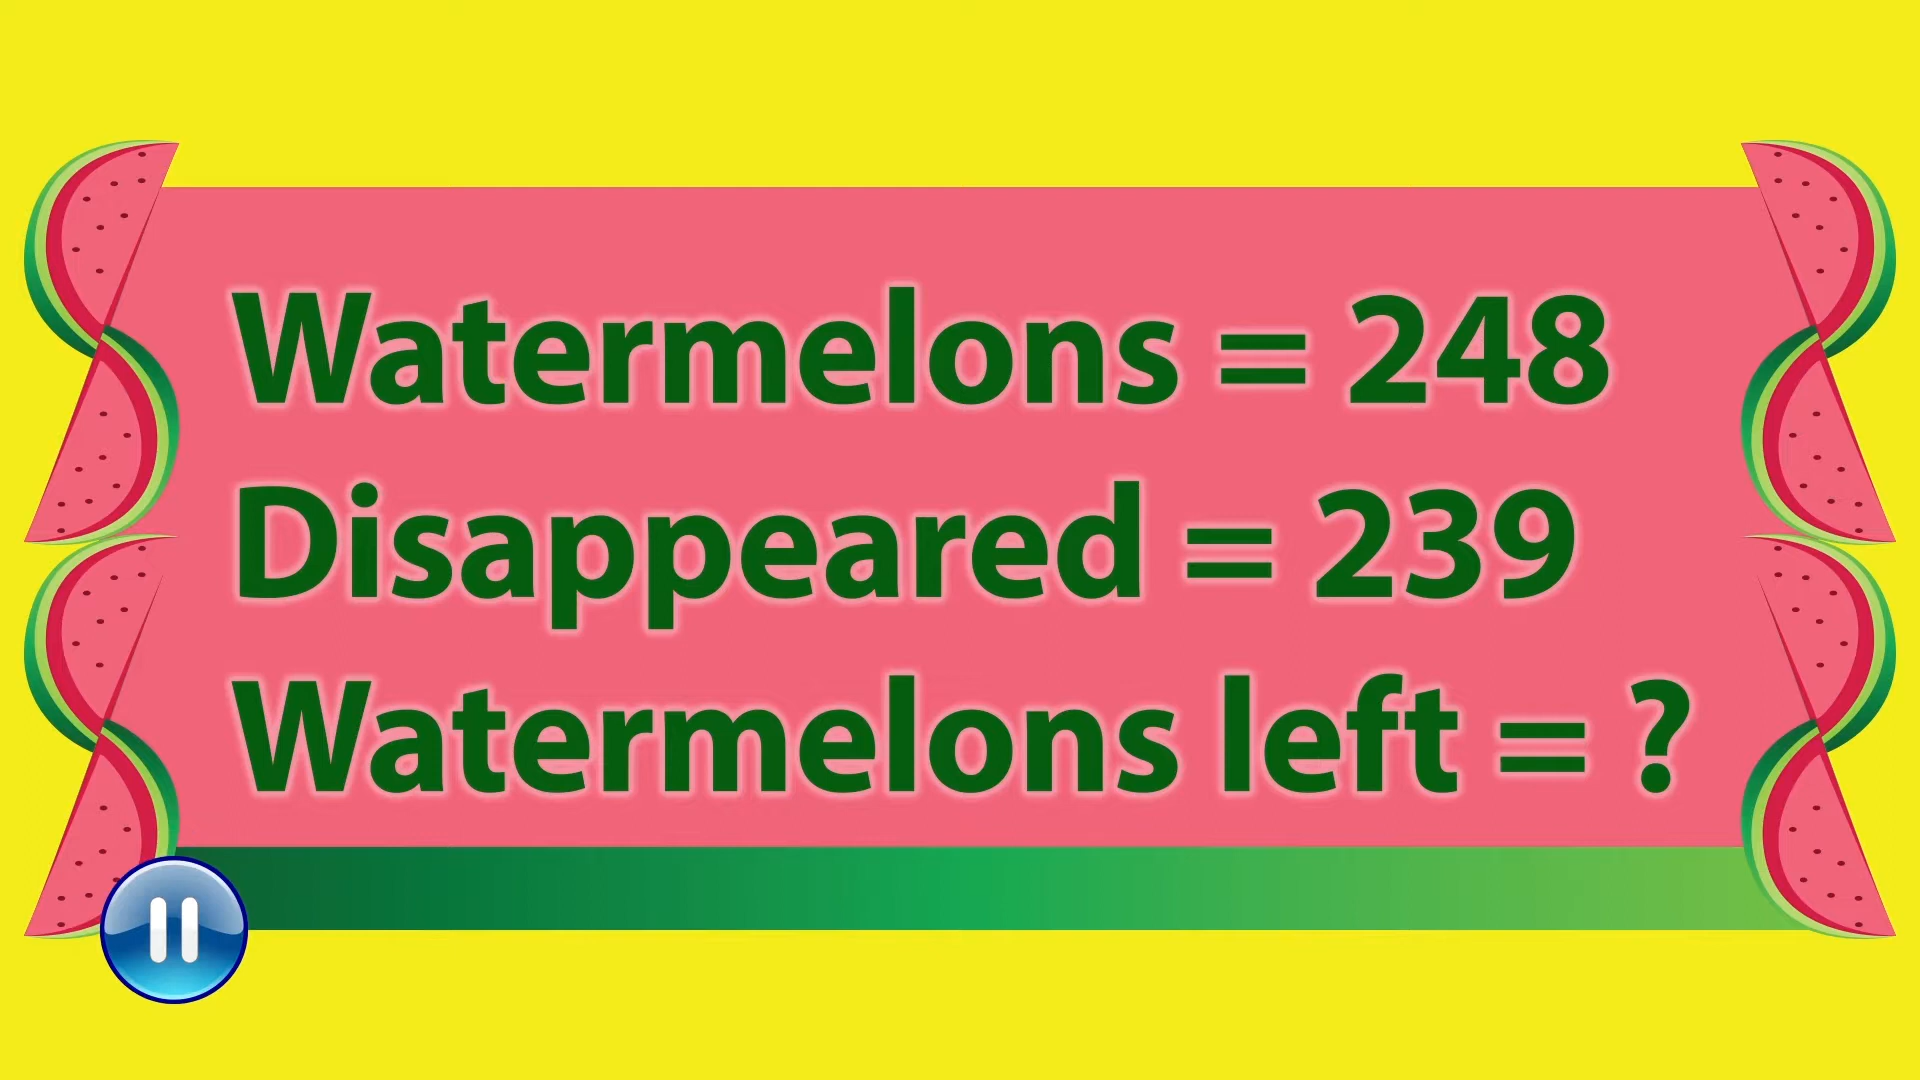 Watermelons = 248
Disappeared = 239
Watermelons left = ?